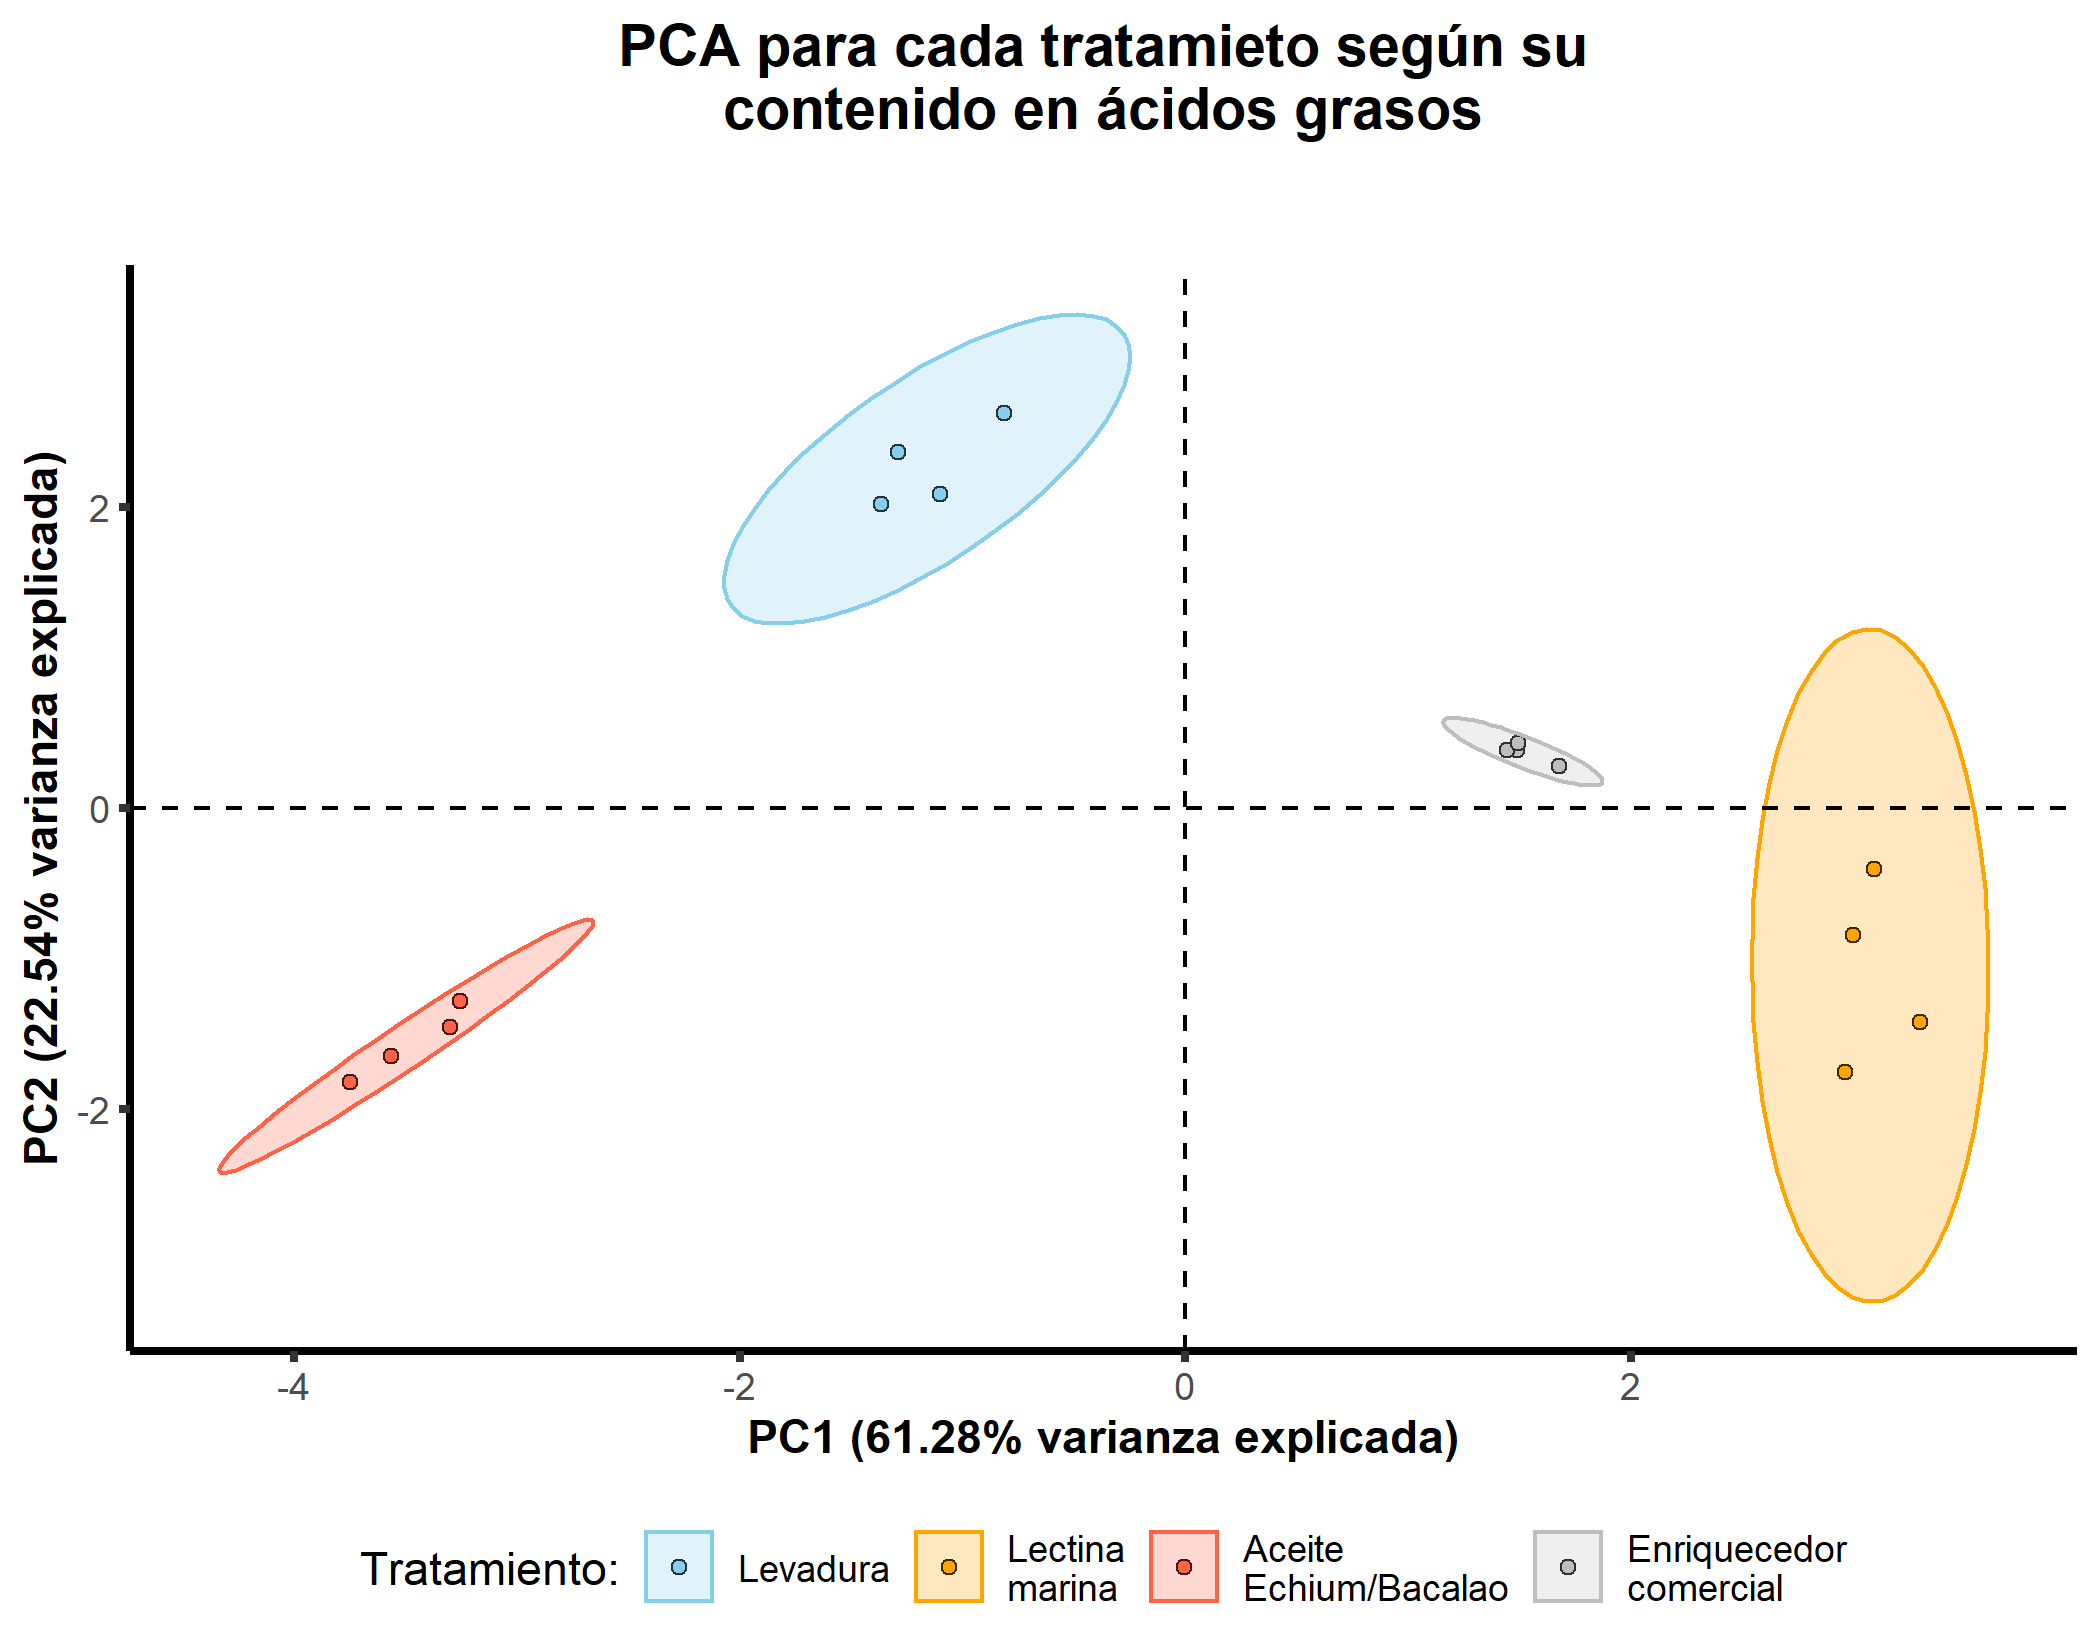 PCA para cada tratamieto según su
contenido en ácidos grasos
PC2 (22.54% varianza explicada)
2
0
-2
-4
-2
0
2
PC1 (61.28% varianza explicada)
Tratamiento:
Levadura
Lectina
marina
Aceite
Echium/Bacalao
Enriquecedor
comercial